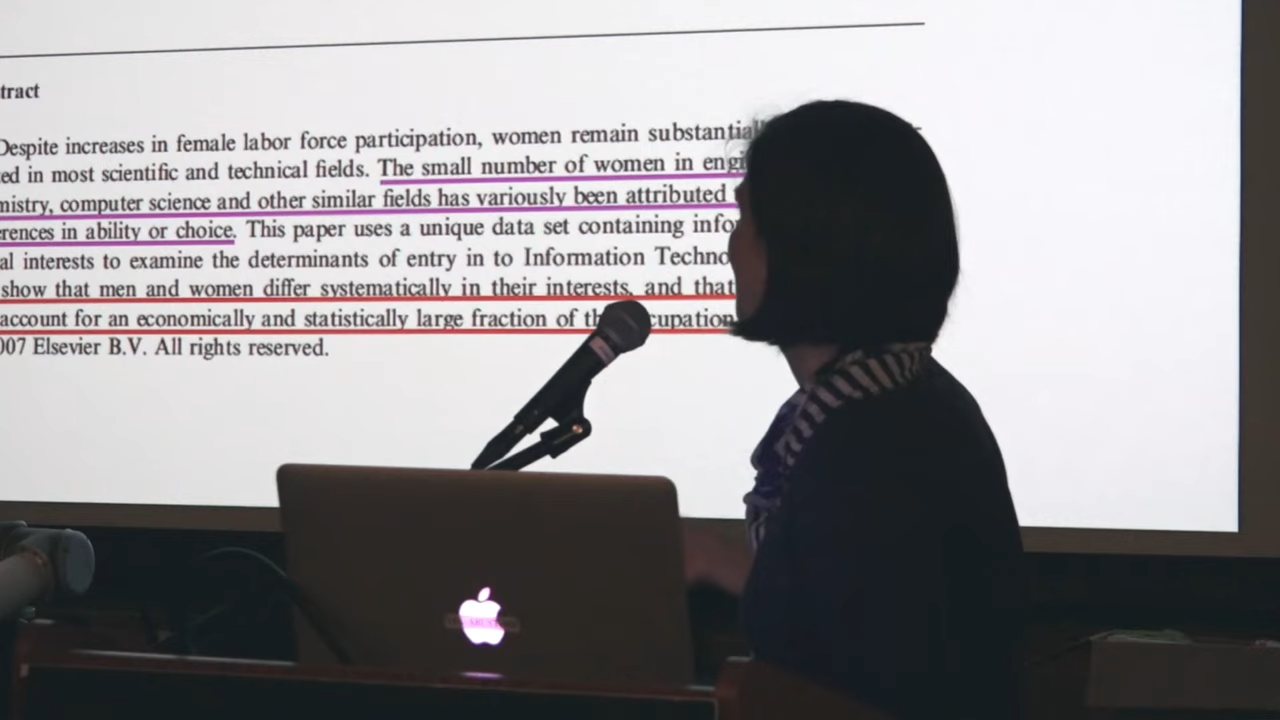 tract
Despite increases in female labor force participation, women remain substantial
ed in most scientific and technical fields. The small number of women in engi
mistry, computer science and other similar fields has variously been attributed
rences in ability or choice. This paper uses a unique data set containing info
al interests to examine the determinants of entry in to Information Techno
show that men and women differ systematically in their interests, and that
account for an economically and statistically large fraction of th cupation
007 Elsevier B.V. All rights reserved.